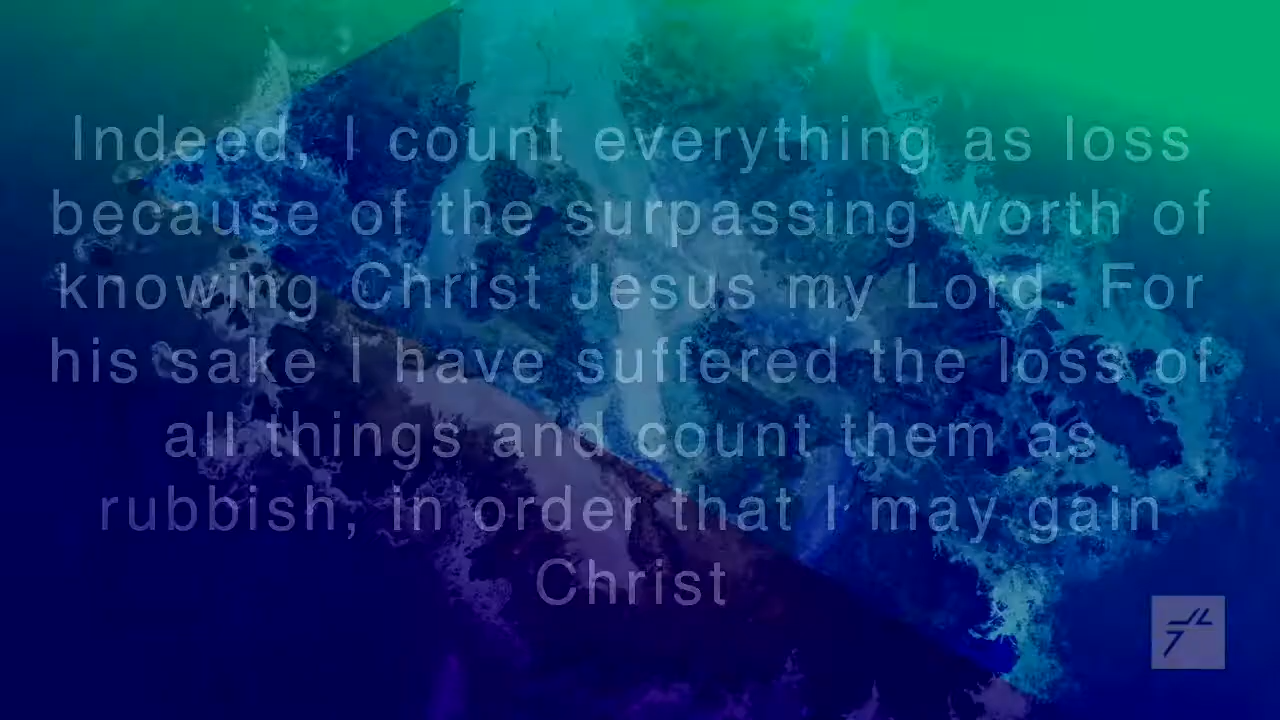 Indeed, I count everything as loss
because of the surpassing worth of
knowing Christ Jesus my Lord. For
his sake I have suffered the loss of
all things and count them as
rubbish, in order that I may gain
Christ